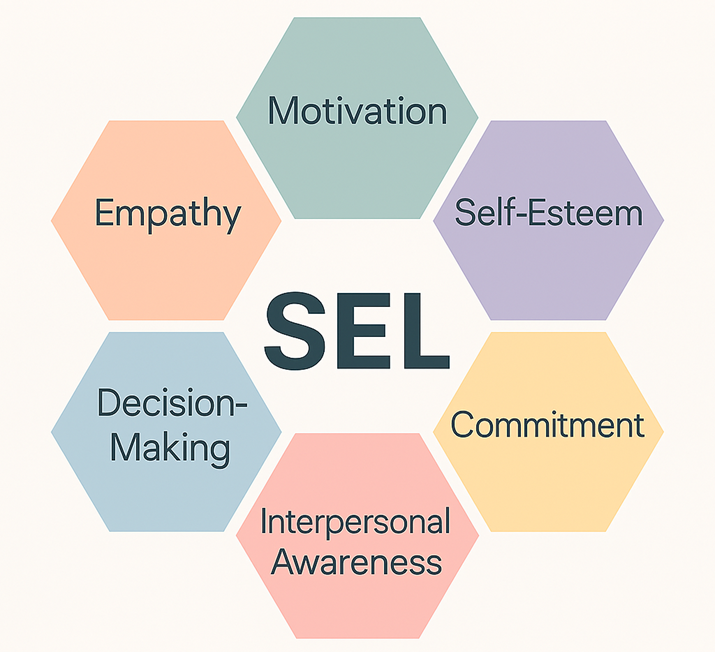 Motivation
Empathy
Self-Esteem
SEL
Decision-
Making
Commitment
Interpersonal
Awareness